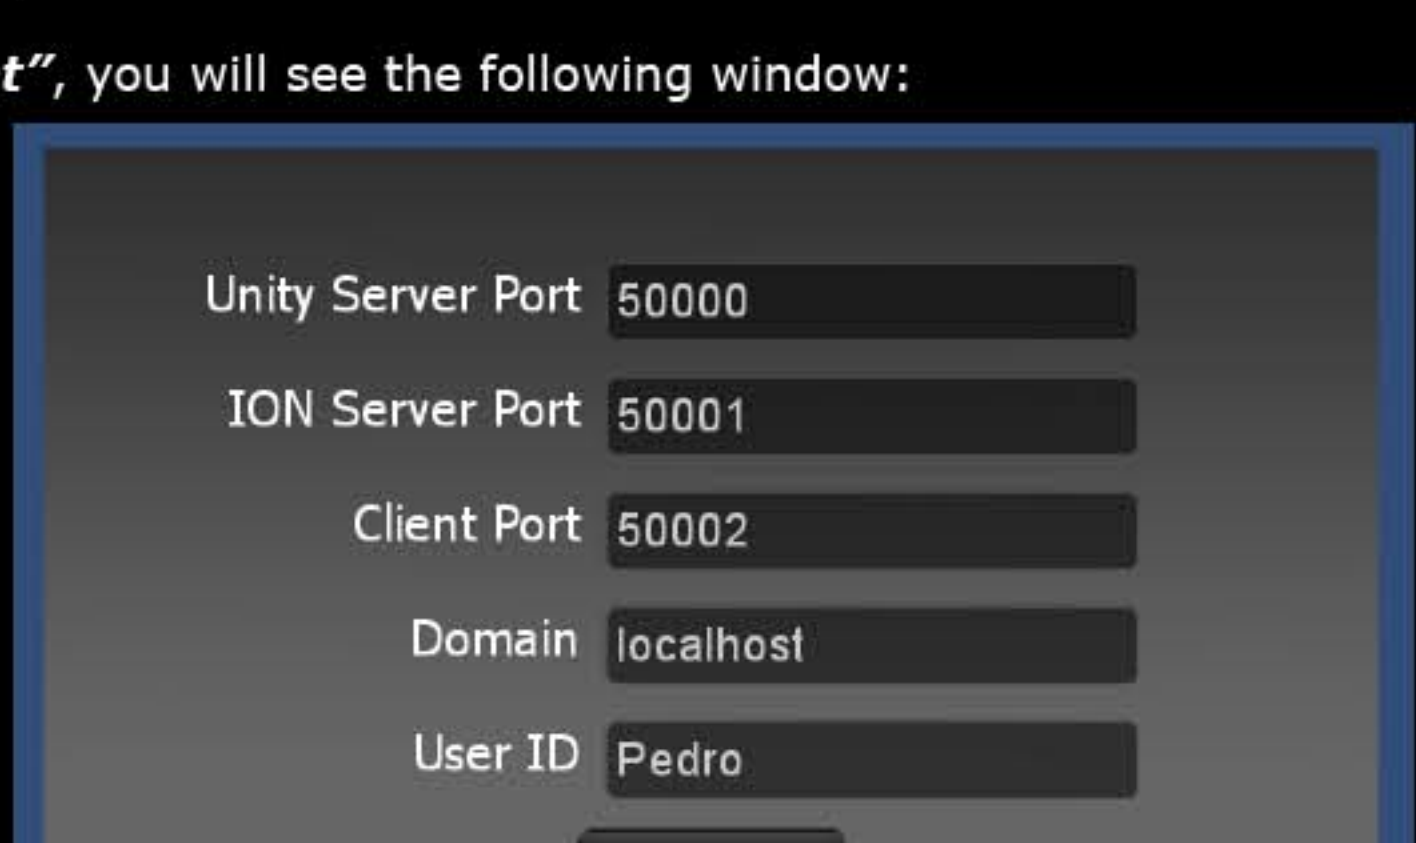 t", you will see the following window:
Unity Server Port 50000
ION Server Port 50001
Client Port 50002
Domain localhost
User ID Pedro